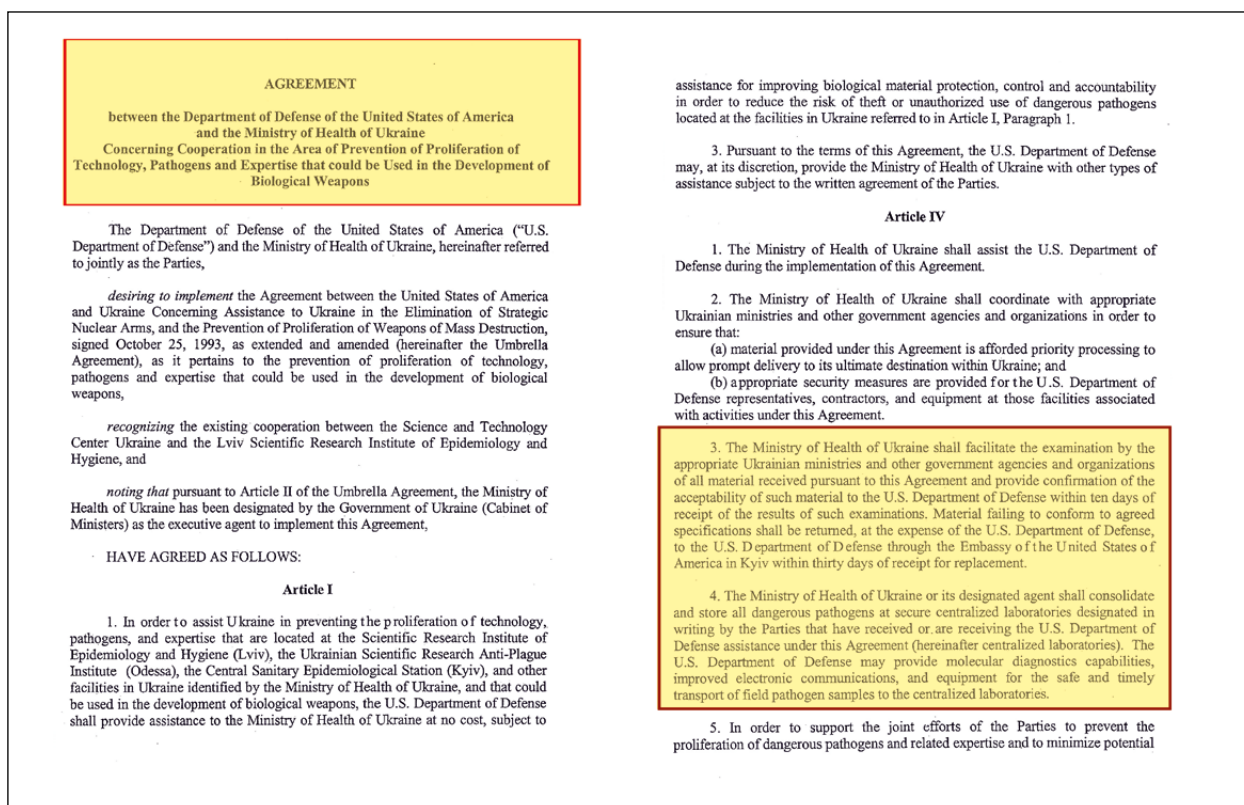 AGREEMENT
between the Department of Defense of the United States of America
and the Ministry of Health of Ukraine
Concerning Cooperation in the Area of Prevention of Proliferation of
Technology, Pathogens and Expertise that could be Used in the Development of
Biological Weapons
The Department of Defense of the United States of America ("U.S.
Department of Defense") and the Ministry of Health of Ukraine, hereinafter referred
to jointly as the Parties,
desiring to implement the Agreement between the United States of America
and Ukraine Concerning Assistance to Ukraine in the Elimination of Strategic
Nuclear Arms, and the Prevention of Proliferation of Weapons of Mass Destruction,
signed October 25, 1993, as extended and amended (hereinafter the Umbrella
Agreement), as it pertains to the prevention of proliferation of technology,
pathogens and expertise that could be used in the development of biological
weapons,
recognizing the existing cooperation between the Science and Technology
Center Ukraine and the Lviv Scientific Research Institute of Epidemiology and
Hygiene, and
noting that pursuant to Article II of the Umbrella Agreement, the Ministry of
Health of Ukraine has been designated by the Government of Ukraine (Cabinet of
Ministers) as the executive agent to implement this Agreement,
HAVE AGREED AS FOLLOWS:
Article I
1. In order to assist Ukraine in preventing the proliferation of technology,
pathogens, and expertise that are located at the Scientific Research Institute of
Epidemiology and Hygiene (Lviv), the Ukrainian Scientific Research Anti-Plague
Institute (Odessa), the Central Sanitary Epidemiological Station (Kyiv), and other
facilities in Ukraine identified by the Ministry of Health of Ukraine, and that could
be used in the development of biological weapons, the U.S. Department of Defense
shall provide assistance to the Ministry of Health of Ukraine at no cost, subject to
assistance for improving biological material protection, control and accountability
in order to reduce the risk of theft or unauthorized use of dangerous pathogens
located at the facilities in Ukraine referred to in Article I, Paragraph 1.
3. Pursuant to the terms of this Agreement, the U.S. Department of Defense
may, at its discretion, provide the Ministry of Health of Ukraine with other types of
assistance subject to the written agreement of the Parties.
Article IV
1. The Ministry of Health of Ukraine shall assist the U.S. Department of
Defense during the implementation of this Agreement.
2. The Ministry of Health of Ukraine shall coordinate with appropriate
Ukrainian ministries and other government agencies and organizations in order to
ensure that:
(a) material provided under this Agreement is afforded priority processing to
allow prompt delivery to its ultimate destination within Ukraine; and
(b) appropriate security measures are provided for the U.S. Department of
Defense representatives, contractors, and equipment at those facilities associated
with activities under this Agreement.
3. The Ministry of Health of Ukraine shall facilitate the examination by the
appropriate Ukrainian ministries and other government agencies and organizations
of all material received pursuant to this Agreement and provide confirmation of the
acceptability of such material to the U.S. Department of Defense within ten days of
receipt of the results of such examinations. Material failing to conform to agreed
specifications shall be returned, at the expense of the U.S. Department of Defense,
to the U.S. Department of Defense through the Embassy of the United States of
America in Kyiv within thirty days of receipt for replacement.
4. The Ministry of Health of Ukraine or its designated agent shall consolidate
and store all dangerous pathogens at secure centralized laboratories designated in
writing by the Parties that have received or are receiving the U.S. Department of
Defense assistance under this Agreement (hereinafter centralized laboratories). The
U.S. Department of Defense may provide molecular diagnostics capabilities,
improved electronic communications, and equipment for the safe and timely
transport of field pathogen samples to the centralized laboratories.
5. In order to support the joint efforts of the Parties to prevent the
proliferation of dangerous pathogens and related expertise and to minimize potential